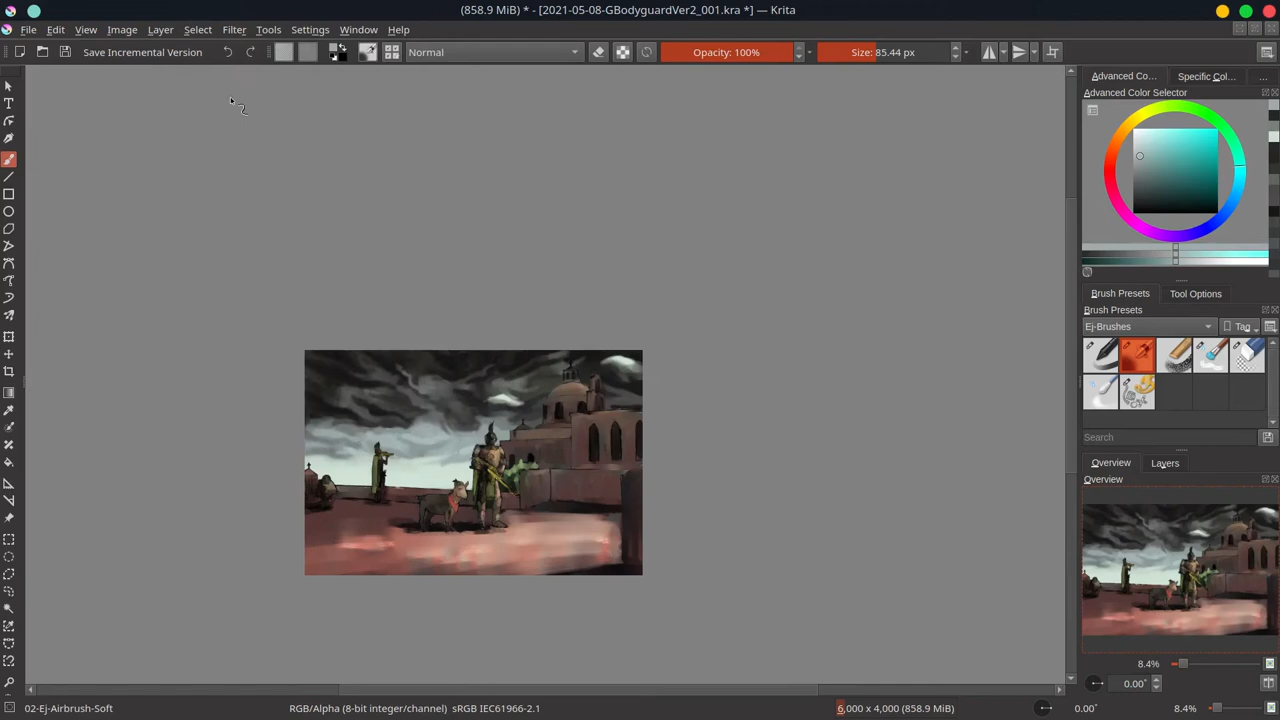 (858.9 MiB) * - [2021-05-08-GBodyguardVer2_001.kra *] — Krita
File Edit View Image Layer Select Filter Tools Settings Window Help
Save Incremental Version Normal Opacity: 100% Size: 85.44 px
Advanced Co... Specific Col... ...
Advanced Color Selector
Brush Presets Tool Options
Brush Presets
Ej-Brushes Tag
Search
Overview Layers
Overview
8.4%
0.00°
02-Ej-Airbrush-Soft RGB/Alpha (8-bit integer/channel) sRGB IEC61966-2.1 6,000 x 4,000 (858.9 MiB) 0.00° 8.4%